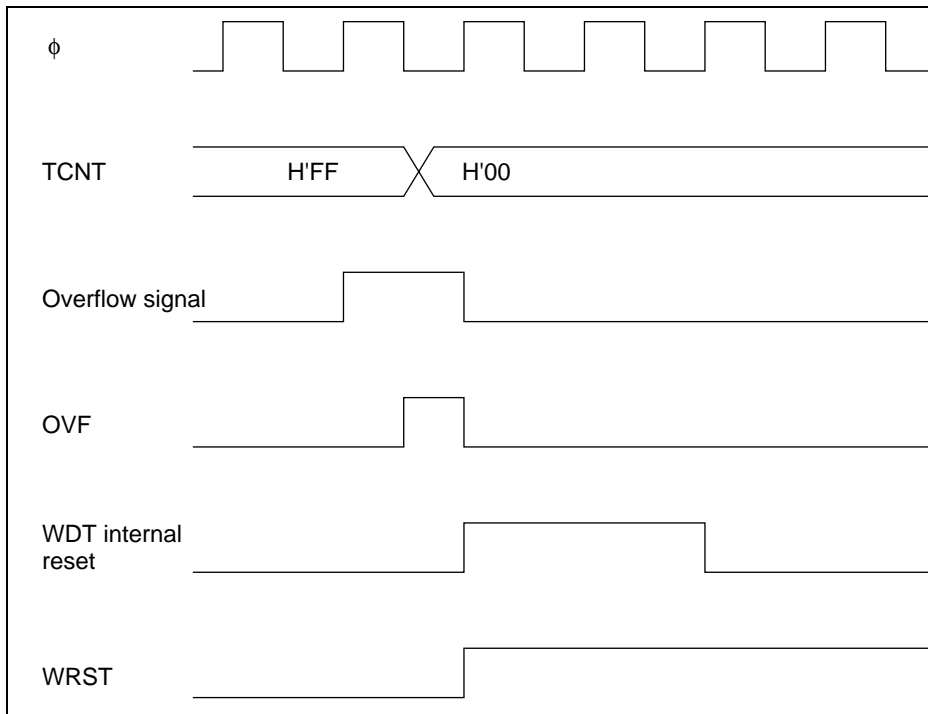 ϕ
TCNT H'FF H'00
Overflow signal
OVF
WDT internal
reset
WRST